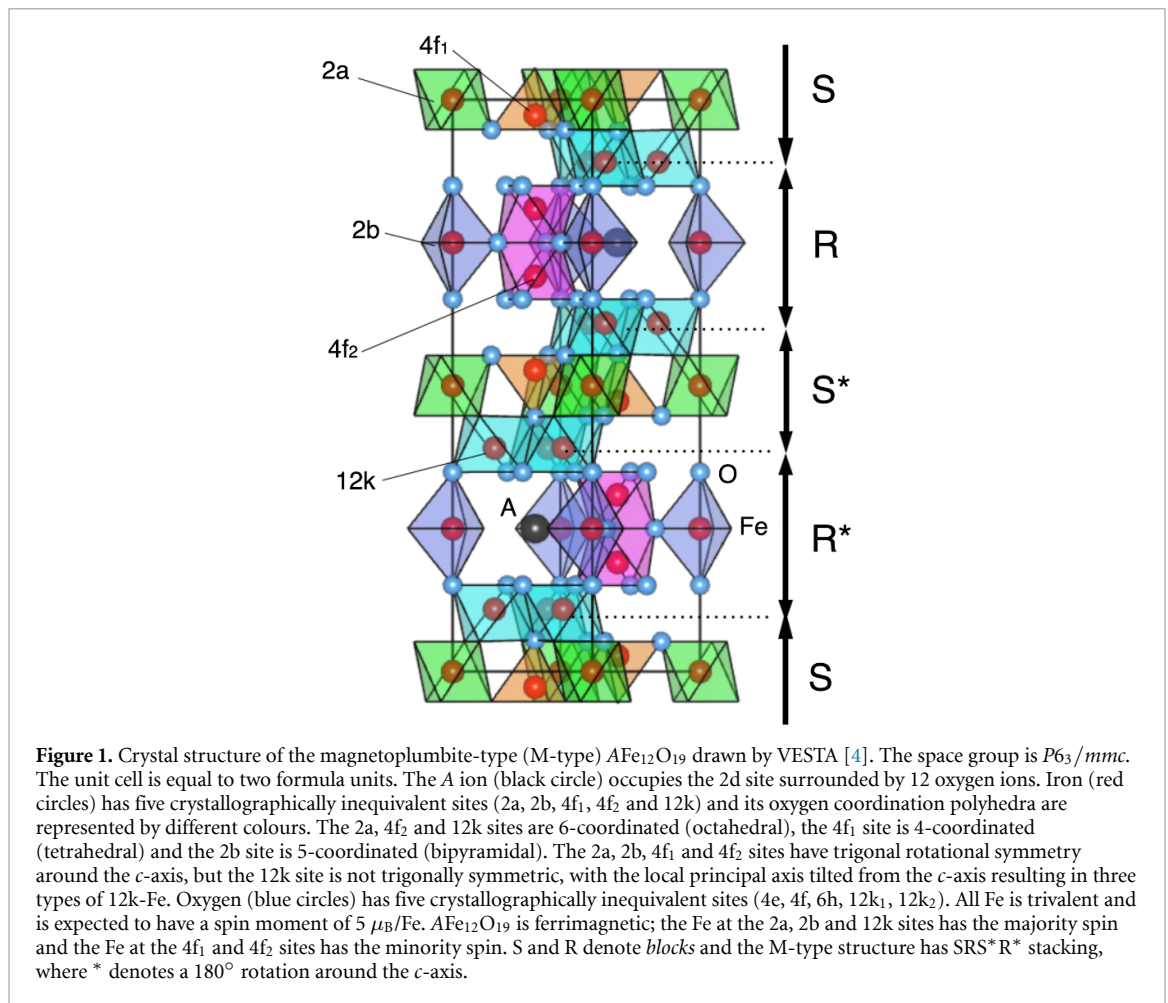 4f₁
2a
S
2b
R
4f₂
S*
12k
O
A
Fe
R*
S
Figure 1. Crystal structure of the magnetoplumbite-type (M-type) AFe₁₂O₁₉ drawn by VESTA [4]. The space group is P6₃/mmc.
The unit cell is equal to two formula units. The A ion (black circle) occupies the 2d site surrounded by 12 oxygen ions. Iron (red
circles) has five crystallographically inequivalent sites (2a, 2b, 4f₁, 4f₂ and 12k) and its oxygen coordination polyhedra are
represented by different colours. The 2a, 4f₂ and 12k sites are 6-coordinated (octahedral), the 4f₁ site is 4-coordinated
(tetrahedral) and the 2b site is 5-coordinated (bipyramidal). The 2a, 2b, 4f₁ and 4f₂ sites have trigonal rotational symmetry
around the c-axis, but the 12k site is not trigonally symmetric, with the local principal axis tilted from the c-axis resulting in three
types of 12k-Fe. Oxygen (blue circles) has five crystallographically inequivalent sites (4e, 4f, 6h, 12k₁, 12k₂). All Fe is trivalent and
is expected to have a spin moment of 5 μB/Fe. AFe₁₂O₁₉ is ferrimagnetic; the Fe at the 2a, 2b and 12k sites has the majority spin
and the Fe at the 4f₁ and 4f₂ sites has the minority spin. S and R denote blocks and the M-type structure has SRS*R* stacking,
where * denotes a 180° rotation around the c-axis.